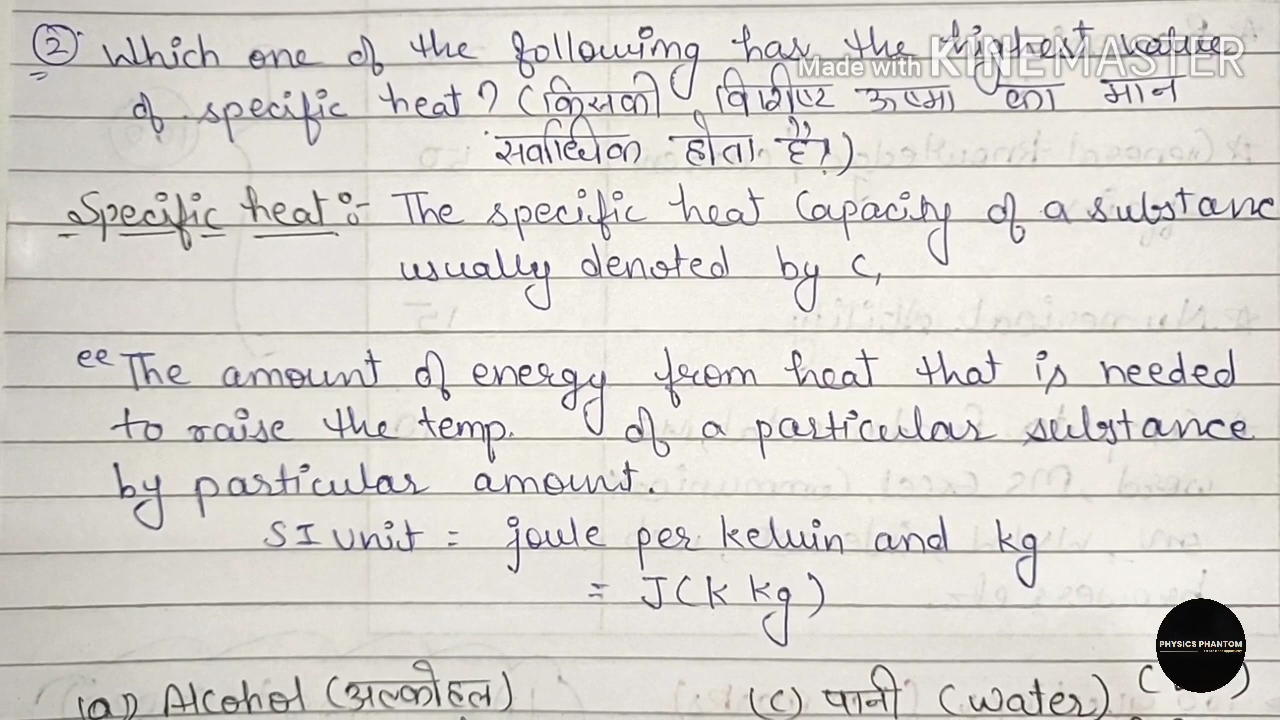 ② Which one of the following has the highest value
Made with KINEMASTER
of specific heat? (किसकी विशिष्ट ऊष्मा का मान
सर्वाधिक होता है?)
Specific heat :- The specific heat Capacity of a substanc
usually denoted by C,
"The amount of energy from heat that is needed
to raise the temp. of a particular substance
by particular amount.
SI unit = joule per kelvin and kg
= J(K kg)
PHYSICS PHANTOM
(a) Alcohol (अल्कोहल) (C) पानी (water)